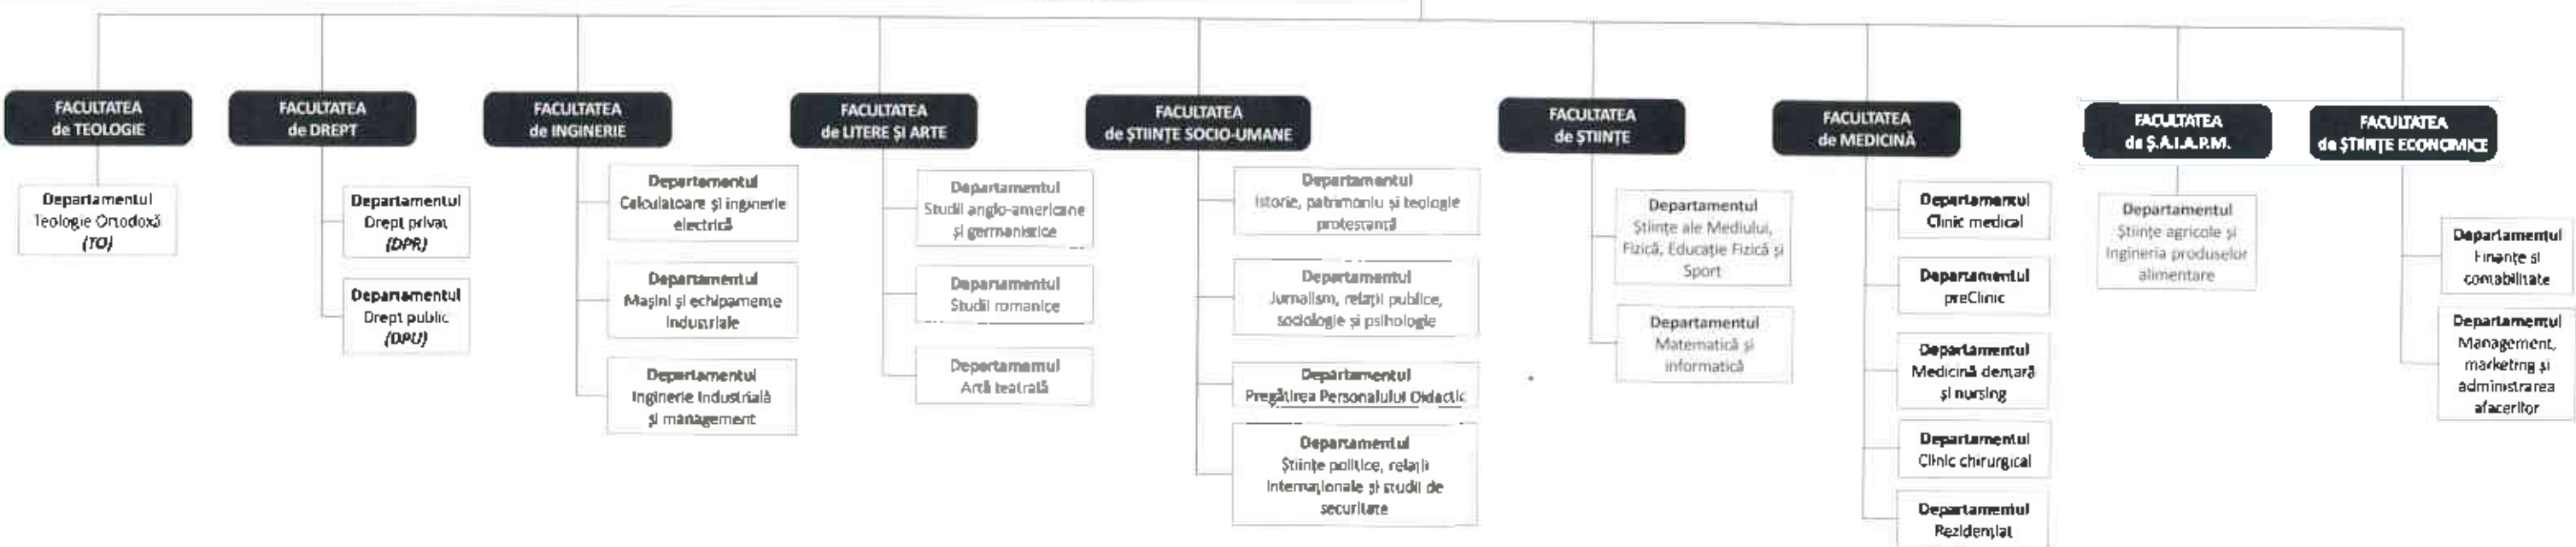 FACULTATEA
de TEOLOGIE
Departamentul
Teologie Ortodoxă
(TO)
FACULTATEA
de DREPT
Departamentul
Drept privat
(DPR)
Departamentul
Drept public
(DPU)
FACULTATEA
de INGINERIE
Departamentul
Calculatoare și inginerie
electrică
Departamentul
Mașini și echipamente
industriale
Departamentul
Inginerie industrială
și management
FACULTATEA
de LITERE ȘI ARTE
Departamentul
Studii anglo-americane
și germanistice
Departamentul
Studii romanice
Departamentul
Artă teatrală
FACULTATEA
de ȘTIINȚE SOCIO-UMANE
Departamentul
Istorie, patrimoniu și teologie
protestantă
Departamentul
Jurnalism, relații publice,
sociologie și psihologie
Departamentul
Pregătirea Personalului Didactic
Departamentul
Științe politice, relații
internaționale și studii de
securitate
FACULTATEA
de ȘTIINȚE
Departamentul
Științe ale Mediului,
Fizică, Educație Fizică și
Sport
Departamentul
Matematică și
informatică
FACULTATEA
de MEDICINĂ
Departamentul
Clinic medical
Departamentul
preClinic
Departamentul
Medicină dentară
și nursing
Departamentul
Clinic chirurgical
Departamentul
Rezidențiat
FACULTATEA
de Ș.A.I.A.P.M.
Departamentul
Științe agricole și
Ingineria produselor
alimentare
FACULTATEA
de ȘTIINȚE ECONOMICE
Departamentul
Finanțe și
contabilitate
Departamentul
Management,
marketing și
administrarea
afacerilor